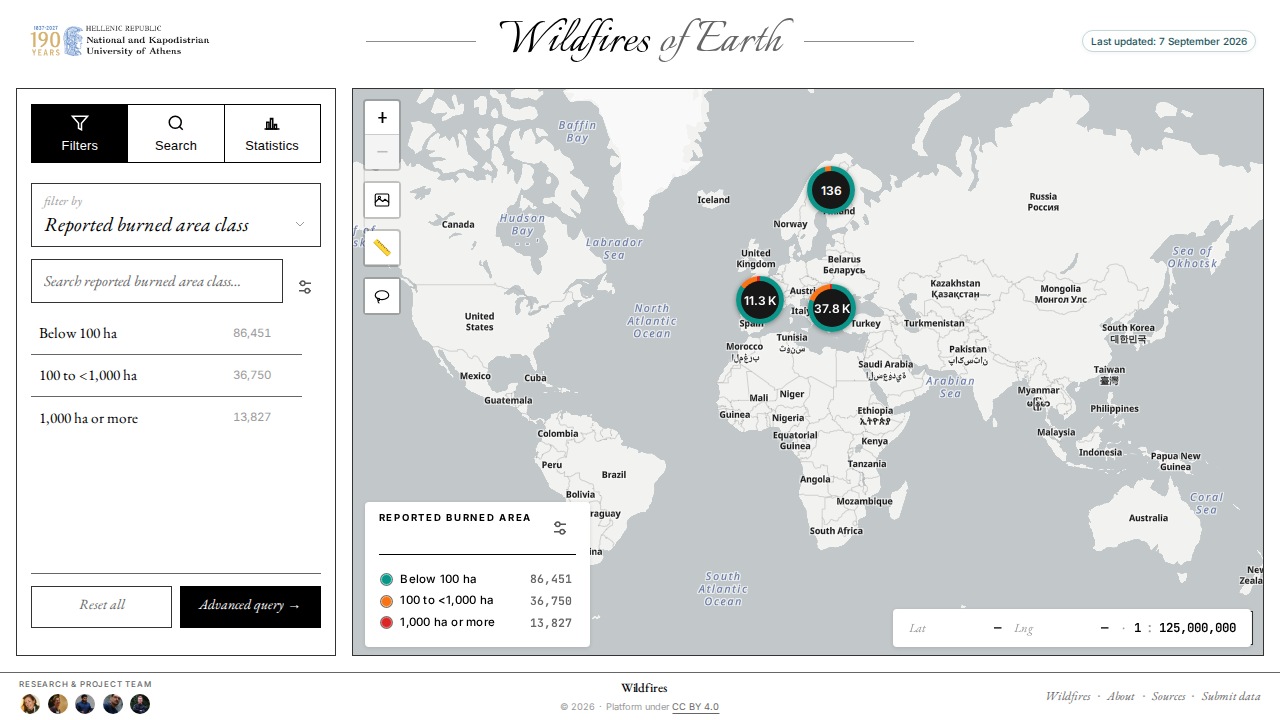 1837-2027
190
YEARS
HELLENIC REPUBLIC
National and Kapodistrian
University of Athens
Wildfires of Earth
Last updated: 7 September 2026
Filters
Search
Statistics
filter by
Reported burned area class
Search reported burned area class...
Below 100 ha 86,451
100 to <1,000 ha 36,750
1,000 ha or more 13,827
Reset all
Advanced query →
+
−
Baffin
Bay
Iceland
136
Norway
Russia
Россия
Canada
Hudson
Bay
Labrador
Sea
United
Kingdom
Belarus
Беларусь
Sea of
Okhotsk
Kazakhstan
Қазақстан
Mongolia
Монгол Улс
11.3 K
37.8 K
Spain
Turkey
Turkmenistan
North
Atlantic
Ocean
United
States
South Korea
대한민국
Tunisia
تونس
Morocco
المغرب
Pakistan
پاکستان
Saudi Arabia
السعودية
Taiwan
臺灣
Arabian
Sea
Mexico
Cuba
Guatemala
Mali
Niger
Myanmar
Philippines
Guinea
Nigeria
Ethiopia
ኢትዮጵያ
Equatorial
Guinea
Kenya
Malaysia
Colombia
Indonesia
Papua New
Guinea
Peru
Brazil
Tanzania
Angola
Bolivia
Mozambique
Coral
Sea
Australia
South Africa
South
Atlantic
Ocean
REPORTED BURNED AREA
Below 100 ha 86,451
100 to <1,000 ha 36,750
1,000 ha or more 13,827
Lat – Lng – · 1 : 125,000,000
RESEARCH & PROJECT TEAM
Wildfires
© 2026 · Platform under CC BY 4.0
Wildfires · About · Sources · Submit data